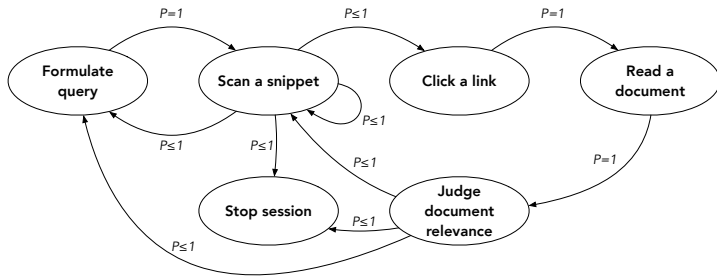 P=1
P≤1
P=1
Formulate
query
Scan a snippet
Click a link
Read a
document
P≤1
P≤1
P≤1
P≤1
P=1
Stop session
Judge
document
relevance
P≤1
P≤1